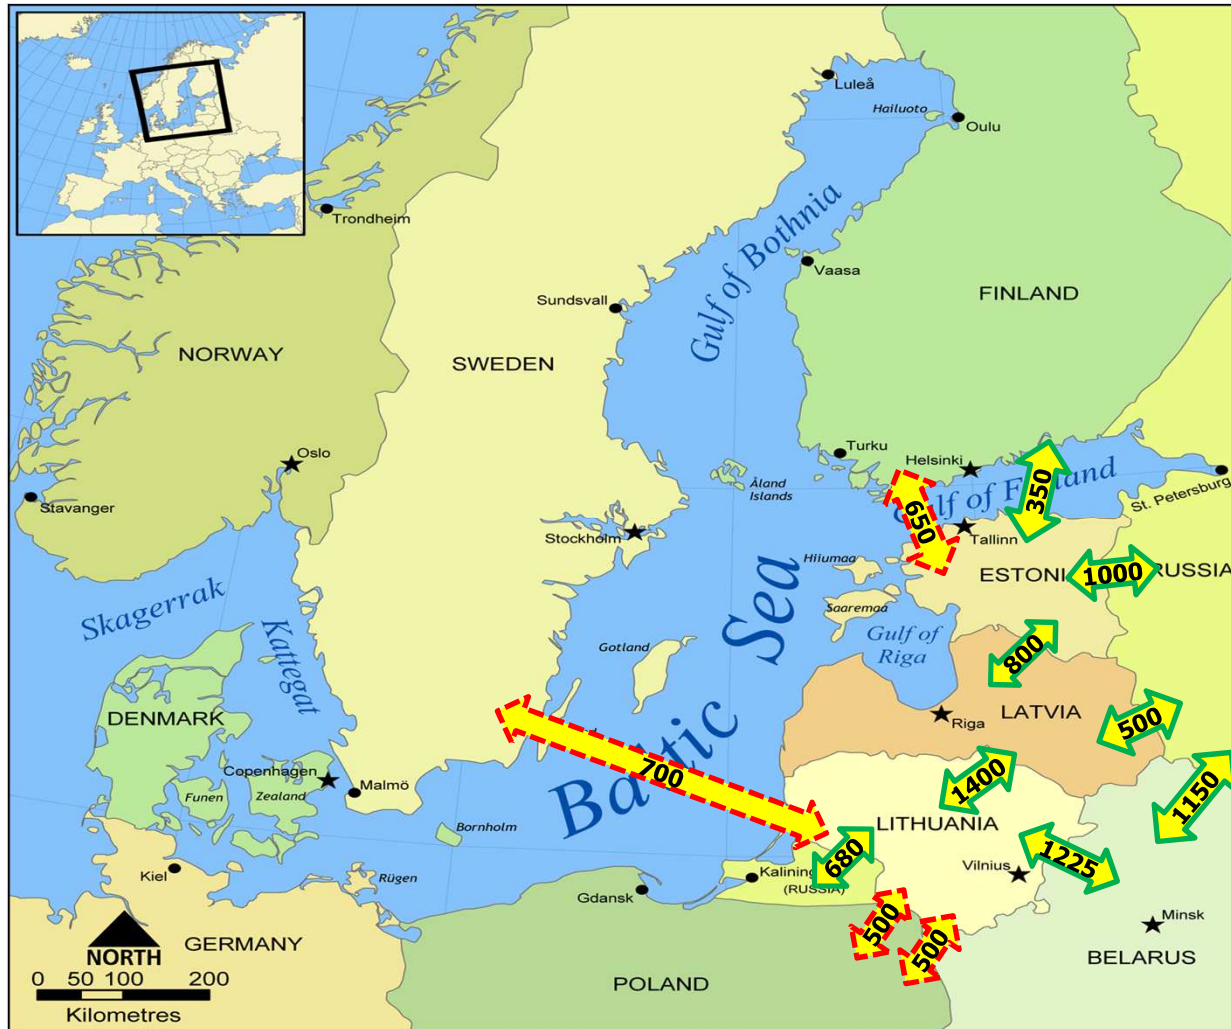 Luleå
Hailuoto
Oulu
Trondheim
Gulf of Bothnia
Vaasa
Sundsvall
FINLAND
NORWAY
SWEDEN
Turku
Helsinki
Oslo
Åland
Islands
350
Gulf of Finland
St. Petersburg
Stavanger
650
Stockholm
Tallinn
Hiiumaa
ESTONI
1000
RUSSIA
Skagerrak
Saaremaa
Kattegat
Gulf of
Riga
Gotland
800
Baltic Sea
DENMARK
Riga
LATVIA
500
Copenhagen
700
Malmö
1400
1150
Funen
Zealand
Bornholm
LITHUANIA
680
1225
Kiel
Rügen
Gdansk
Kalining
(RUSSIA)
Vilnius
500
500
Minsk
NORTH
GERMANY
BELARUS
POLAND
0 50 100 200
Kilometres